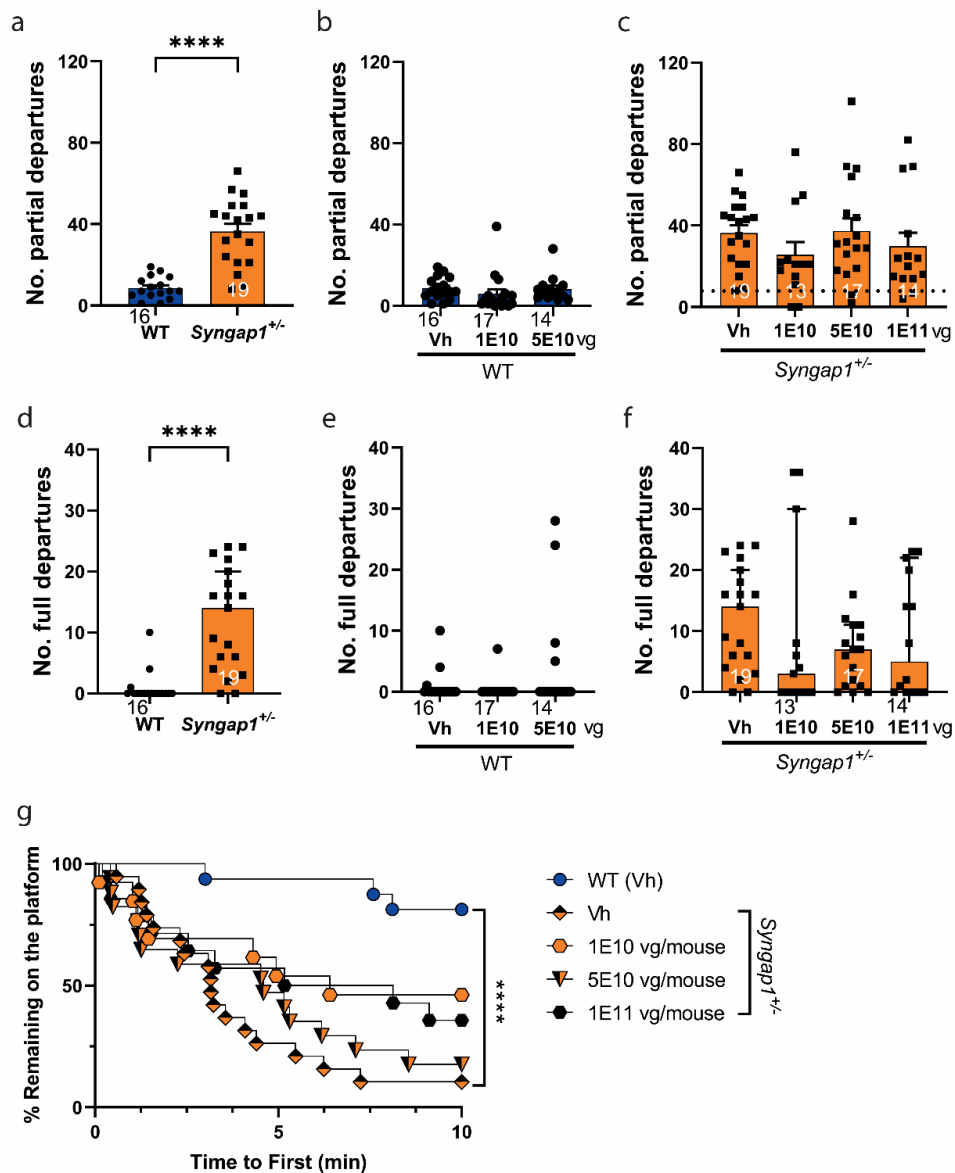 a
b
c
****
No. partial departures
120
80
40
0
16
19
WT
Syngap1+/-
No. partial departures
120
80
40
0
16
17
14
Vh
1E10
5E10
vg
WT
No. partial departures
120
80
40
0
19
13
17
14
Vh
1E10
5E10
1E11
vg
Syngap1+/-
d
e
f
****
No. full departures
40
30
20
10
0
16
19
WT
Syngap1+/-
No. full departures
40
30
20
10
0
16
17
14
Vh
1E10
5E10
vg
WT
No. full departures
40
30
20
10
0
19
13
17
14
Vh
1E10
5E10
1E11
vg
Syngap1+/-
g
% Remaining on the platform
100
50
0
0
5
10
Time to First (min)
****
WT (Vh)
Vh
1E10 vg/mouse
5E10 vg/mouse
1E11 vg/mouse
Syngap1+/-